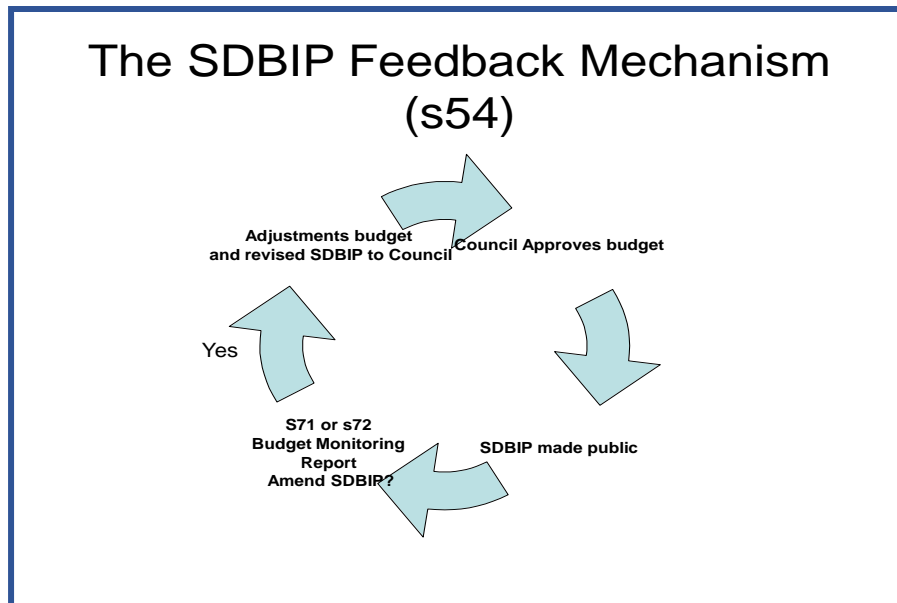 The SDBIP Feedback Mechanism
(s54)
Adjustments budget
and revised SDBIP to Council
Council Approves budget
Yes
S71 or s72
Budget Monitoring
Report
Amend SDBIP?
SDBIP made public